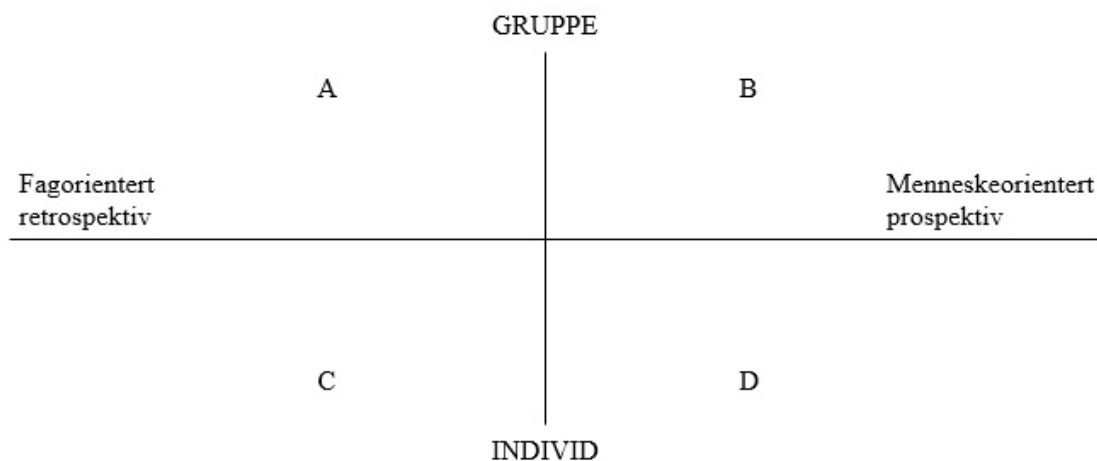 GRUPPE
A
B
Fagorientert
retrospektiv
Menneskeorientert
prospektiv
C
D
INDIVID